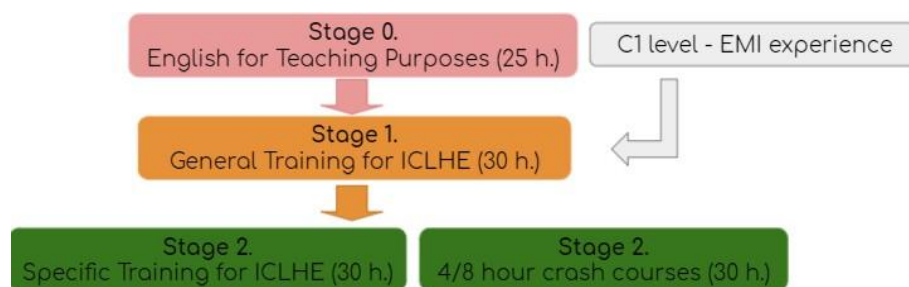 Stage 0.
English for Teaching Purposes (25 h.)
C1 level - EMI experience
Stage 1.
General Training for ICLHE (30 h.)
Stage 2.
Specific Training for ICLHE (30 h.)
Stage 2.
4/8 hour crash courses (30 h.)